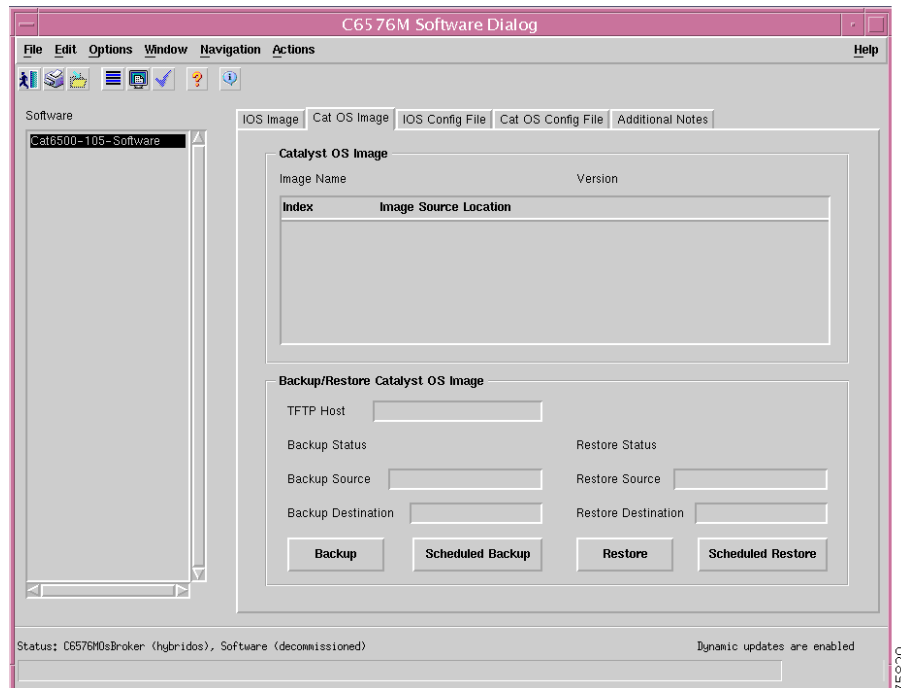 C6576M Software Dialog
File Edit Options Window Navigation Actions Help
Software
Cat6500-105-Software
IOS Image Cat OS Image IOS Config File Cat OS Config File Additional Notes
Catalyst OS Image
Image Name Version
Index Image Source Location
Backup/Restore Catalyst OS Image
TFTP Host
Backup Status Restore Status
Backup Source Restore Source
Backup Destination Restore Destination
Backup Scheduled Backup Restore Scheduled Restore
Status: C6576MOsBroker (hybridos), Software (decommissioned) Dynamic updates are enabled